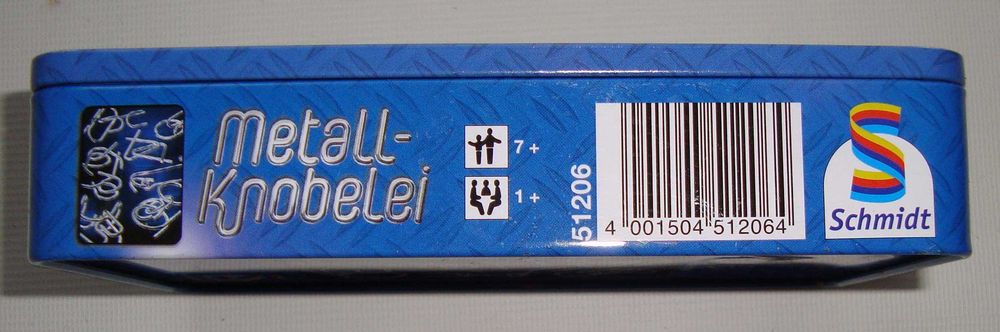 Metall-
Knobelei
7+
1+
51206
4 001504 512064
Schmidt